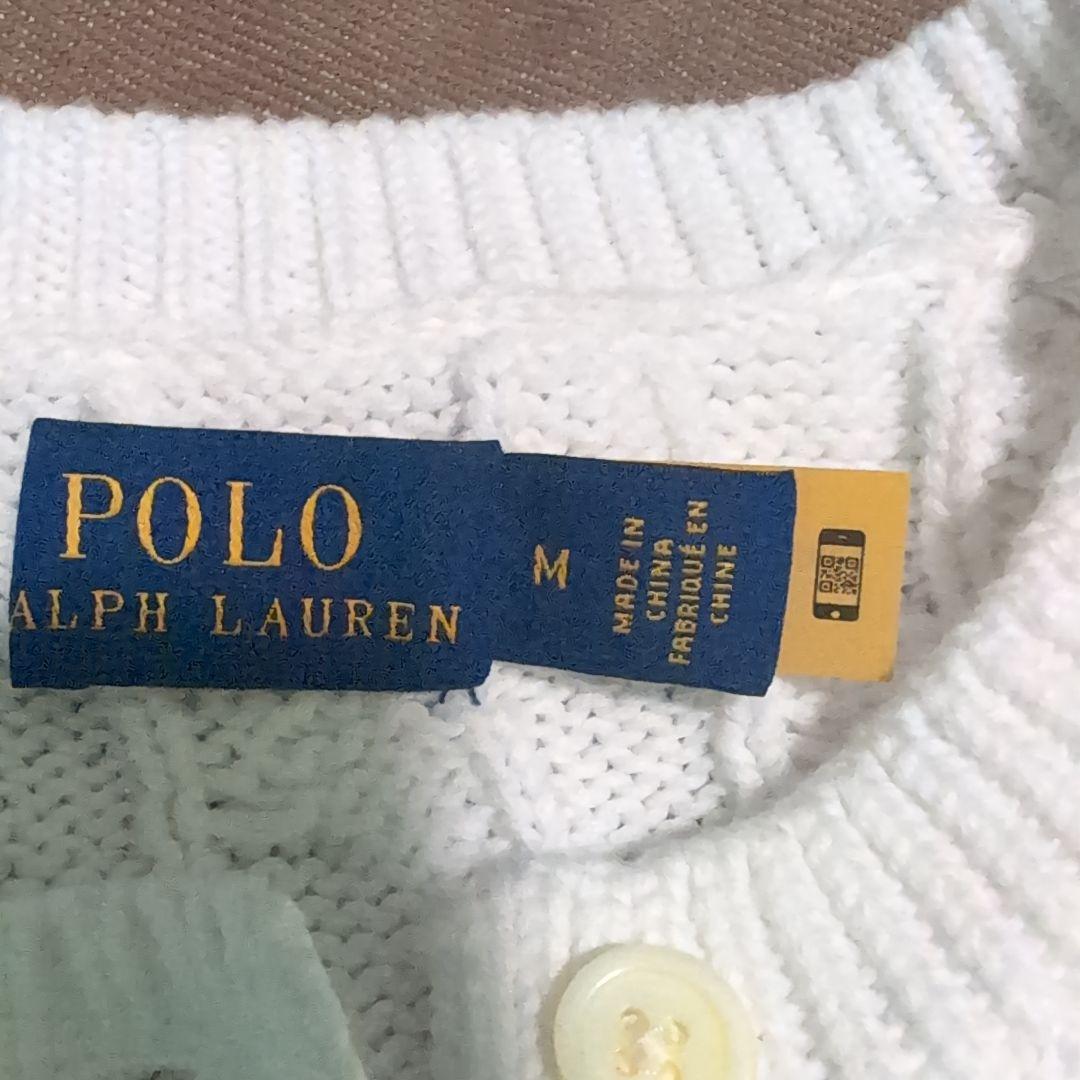 POLO
ALPH LAUREN
M
MADE IN
CHINA
FABRIQUÉ EN
CHINE